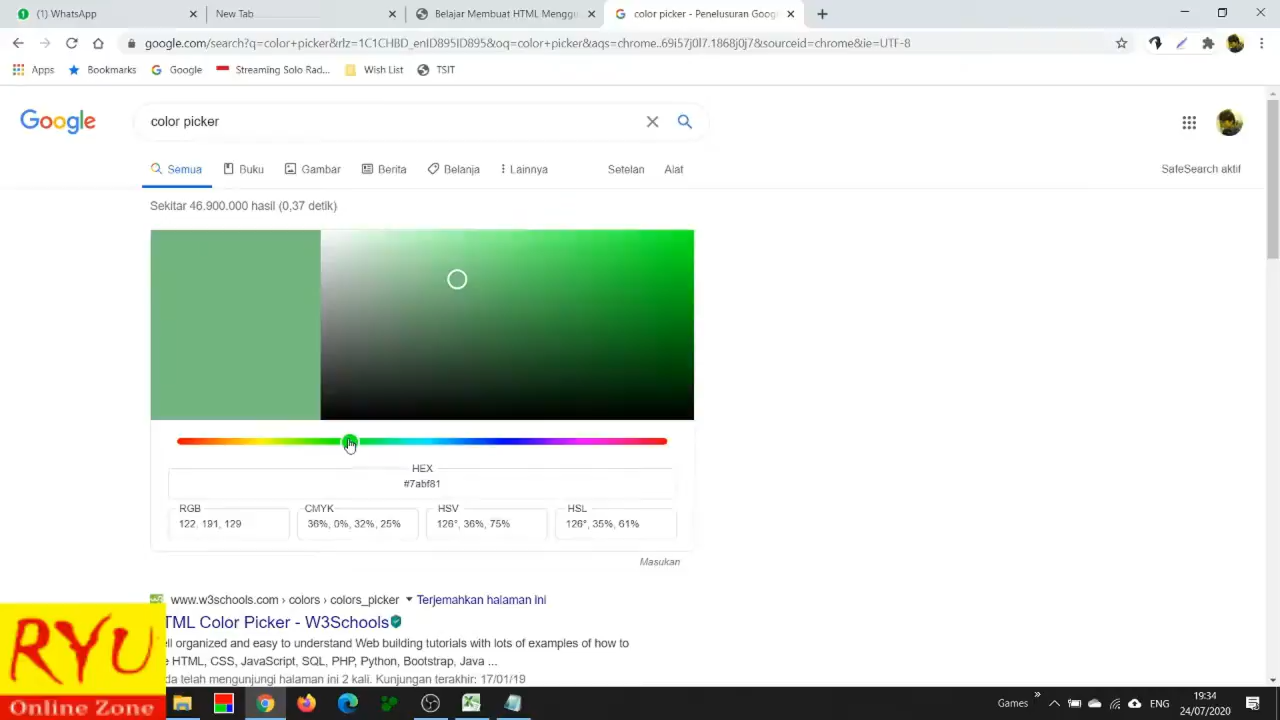 WhatsApp
New Tab
Belajar Membuat HTML Menggu
color picker - Penelusuran Goog
google.com/search?q=color+picker&rlz=1C1CHBD_enID895ID895&oq=color+picker&aqs=chrome..69i57j0l7.1868j0j7&sourceid=chrome&ie=UTF-8
Apps
Bookmarks
Google
Streaming Solo Rad...
Wish List
TSIT
Google
color picker
Semua
Buku
Gambar
Berita
Belanja
Lainnya
Setelan
Alat
SafeSearch aktif
Sekitar 46.900.000 hasil (0,37 detik)
HEX
#7abf81
RGB
122, 191, 129
CMYK
36%, 0%, 32%, 25%
HSV
126°, 36%, 75%
HSL
126°, 35%, 61%
Masukan
www.w3schools.com › colors › colors_picker Terjemahkan halaman ini
TML Color Picker - W3Schools
ell organized and easy to understand Web building tutorials with lots of examples of how to
e HTML, CSS, JavaScript, SQL, PHP, Python, Bootstrap, Java ...
da telah mengunjungi halaman ini 2 kali. Kunjungan terakhir: 17/01/19
RYU
Online Zone
Games
ENG
19:34
24/07/2020